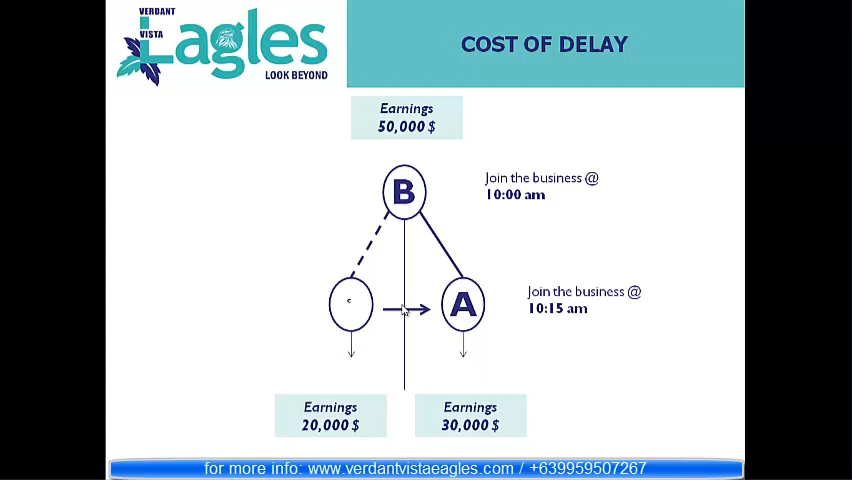 VERDANT
VISTA
Eagles
LOOK BEYOND
COST OF DELAY
Earnings
50,000 $
B
Join the business @
10:00 am
c
A
Join the business @
10:15 am
Earnings
20,000 $
Earnings
30,000 $
for more info: www.verdantvistaeagles.com / +639959507267